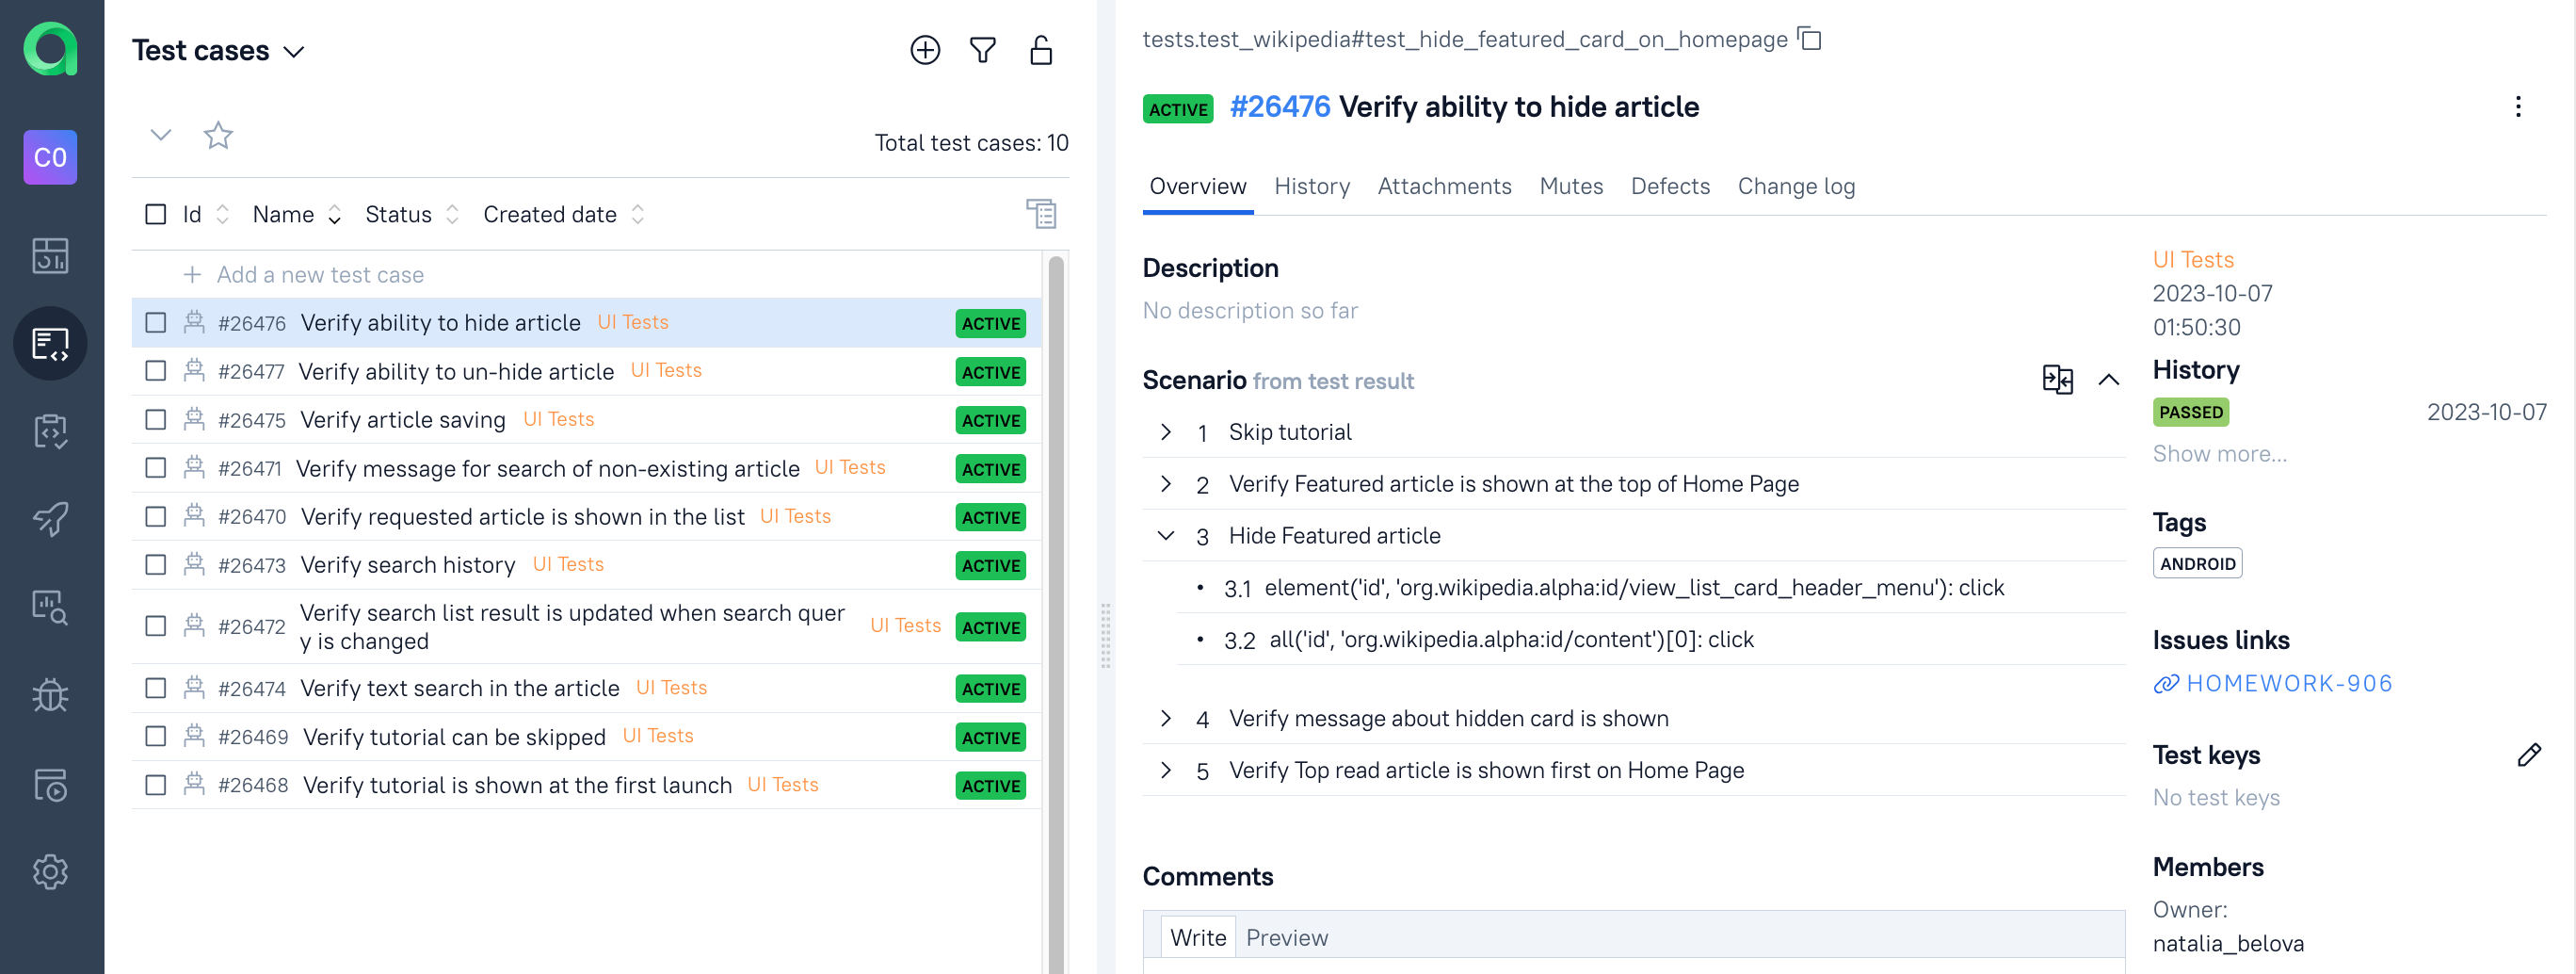 Test cases
C0
Total test cases: 10
Id Name Status Created date
Add a new test case
#26476 Verify ability to hide article UI Tests ACTIVE
#26477 Verify ability to un-hide article UI Tests ACTIVE
#26475 Verify article saving UI Tests ACTIVE
#26471 Verify message for search of non-existing article UI Tests ACTIVE
#26470 Verify requested article is shown in the list UI Tests ACTIVE
#26473 Verify search history UI Tests ACTIVE
#26472 Verify search list result is updated when search quer
y is changed UI Tests ACTIVE
#26474 Verify text search in the article UI Tests ACTIVE
#26469 Verify tutorial can be skipped UI Tests ACTIVE
#26468 Verify tutorial is shown at the first launch UI Tests ACTIVE
tests.test_wikipedia#test_hide_featured_card_on_homepage
ACTIVE #26476 Verify ability to hide article
Overview History Attachments Mutes Defects Change log
Description
No description so far
Scenario from test result
1 Skip tutorial
2 Verify Featured article is shown at the top of Home Page
3 Hide Featured article
• 3.1 element('id', 'org.wikipedia.alpha:id/view_list_card_header_menu'): click
• 3.2 all('id', 'org.wikipedia.alpha:id/content')[0]: click
4 Verify message about hidden card is shown
5 Verify Top read article is shown first on Home Page
Comments
Write Preview
UI Tests
2023-10-07
01:50:30
History
PASSED 2023-10-07
Show more...
Tags
ANDROID
Issues links
HOMEWORK-906
Test keys
No test keys
Members
Owner:
natalia_belova